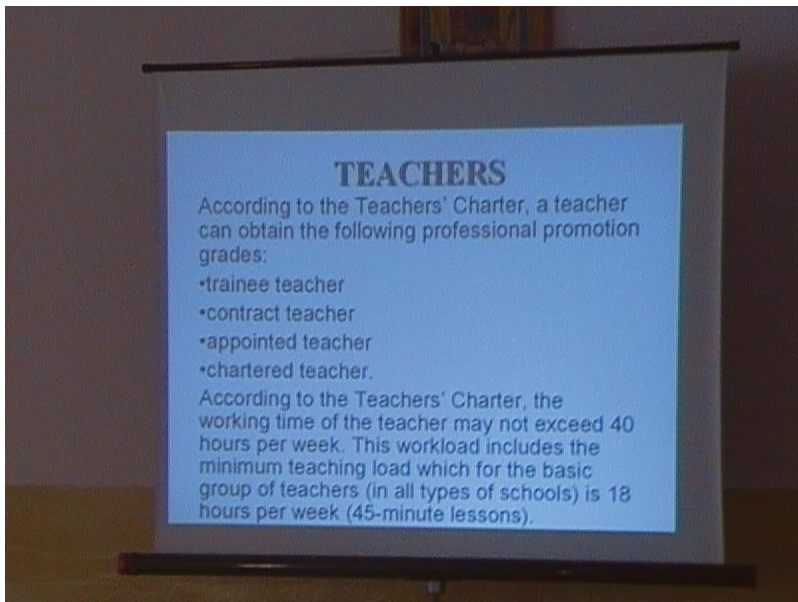 TEACHERS
According to the Teachers' Charter, a teacher
can obtain the following professional promotion
grades:
•trainee teacher
•contract teacher
•appointed teacher
•chartered teacher.
According to the Teachers' Charter, the
working time of the teacher may not exceed 40
hours per week. This workload includes the
minimum teaching load which for the basic
group of teachers (in all types of schools) is 18
hours per week (45-minute lessons).